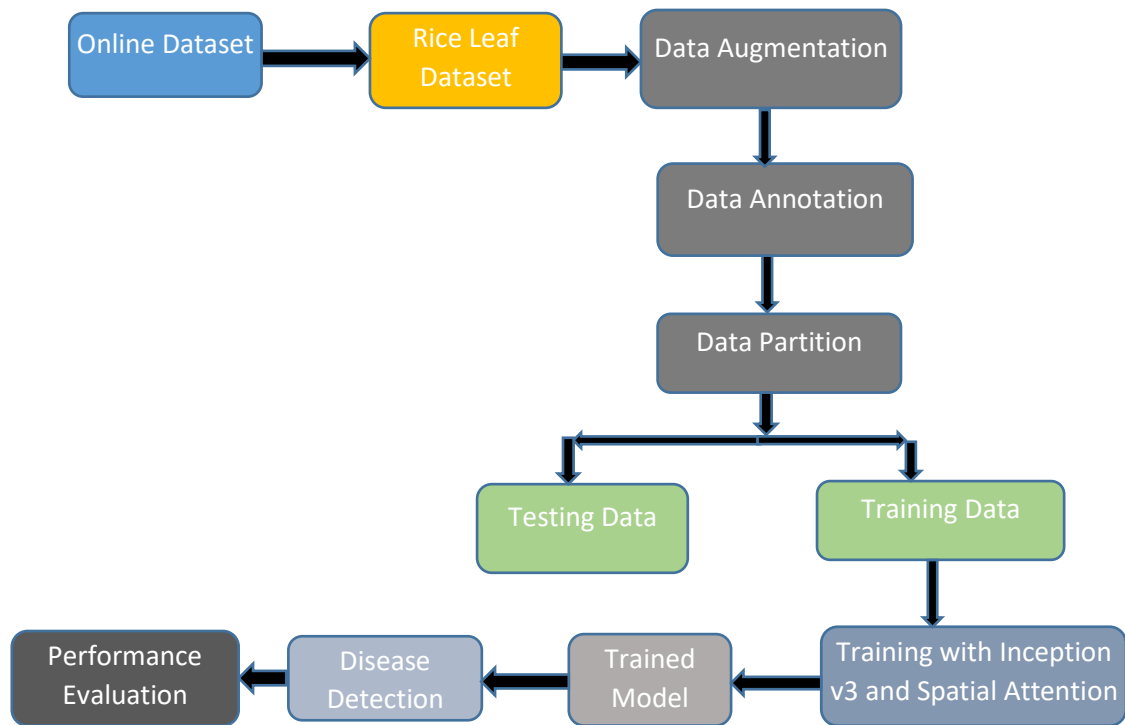 Online Dataset
Rice Leaf
Dataset
Data Augmentation
Data Annotation
Data Partition
Testing Data
Training Data
Performance
Evaluation
Disease
Detection
Trained
Model
Training with Inception
v3 and Spatial Attention